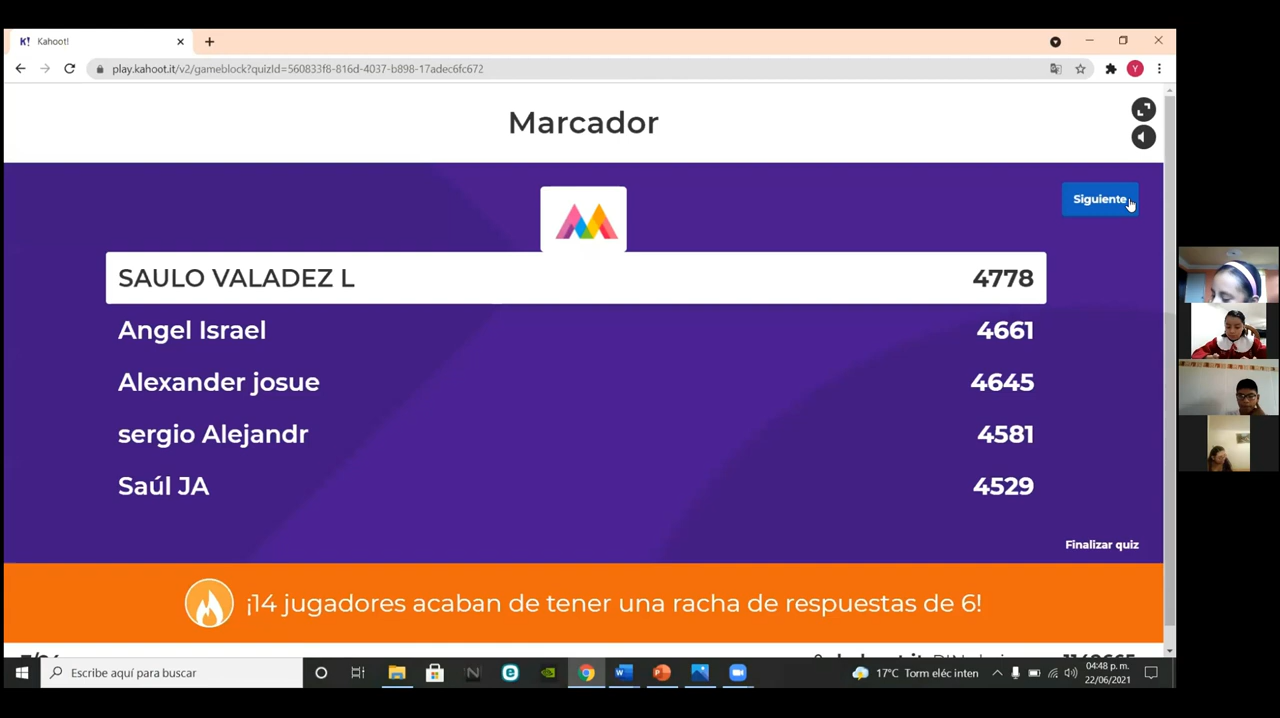 K! Kahoot!
play.kahoot.it/v2/gameblock?quizId=560833f8-816d-4037-b898-17adec6fc672
Y
Marcador
Siguiente
SAULO VALADEZ L 4778
Angel Israel 4661
Alexander josue 4645
sergio Alejandr 4581
Saúl JA 4529
Finalizar quiz
¡14 jugadores acaban de tener una racha de respuestas de 6!
Escribe aquí para buscar
17°C Torm eléc inten
04:48 p. m.
22/06/2021